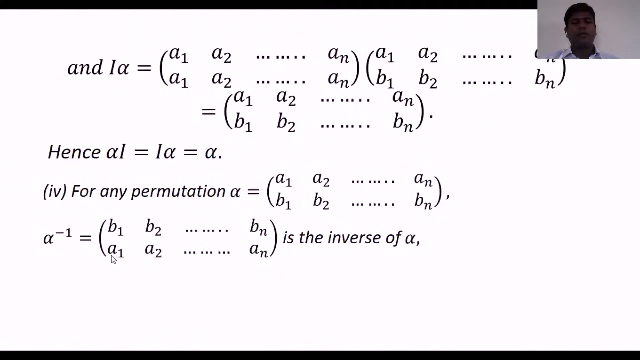 and Iα = (a₁ a₂ … … . . aₙ / a₁ a₂ … … . . aₙ) (a₁ a₂ … … . . aₙ / b₁ b₂ … … . . bₙ)
= (a₁ a₂ … … . . aₙ / b₁ b₂ … … . . bₙ).
Hence αI = Iα = α.
(iv) For any permutation α = (a₁ a₂ … … . . aₙ / b₁ b₂ … … . . bₙ),
α⁻¹ = (b₁ b₂ … … . . bₙ / a₁ a₂ … … … aₙ) is the inverse of α,